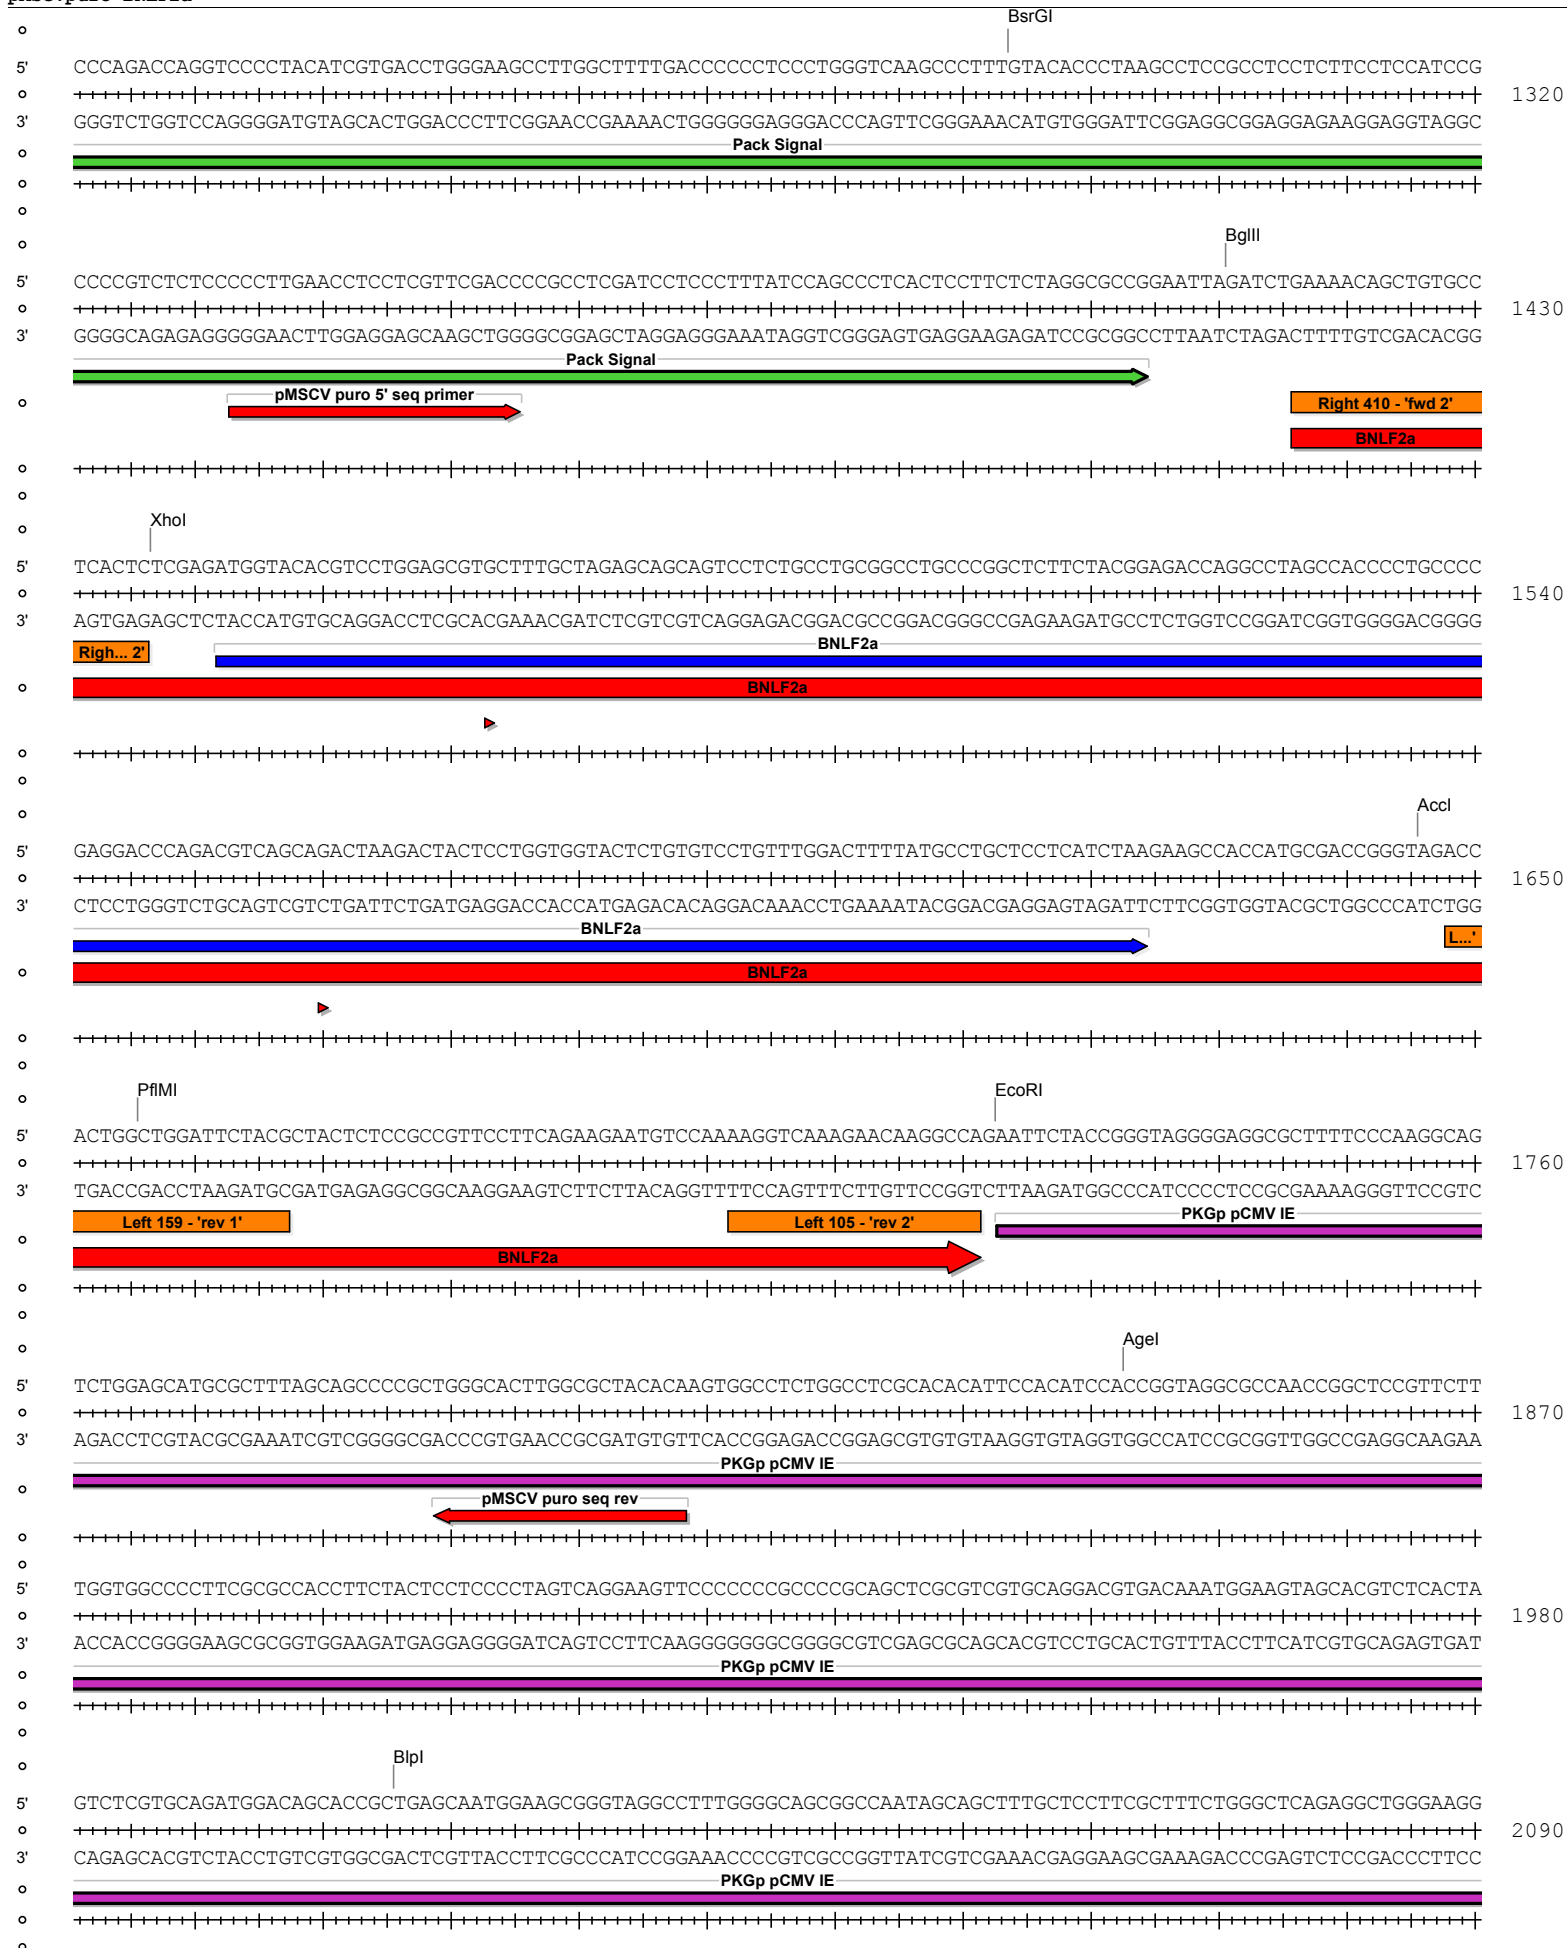 BsrGI
5' CCCAGACCAGGTCCCCTACATCGTGACCTGGGAAGCCTTGGCTTTTGACCCCCCTCCCTGGGTCAAGCCCTTTGTACACCCTAAGCCTCCGCCTCCTCTTCCTCCATCCG
1320
3' GGGTCTGGTCCAGGGGATGTAGCACTGGACCCTTCGGAACCGAAAACTGGGGGGAGGGACCCAGTTCGGGAAACATGTGGGATTCGGAGGCGGAGGAGAAGGAGGTAGGC
Pack Signal
BglII
5' CCCCGTCTCTCCCCCTTGAACCTCCTCGTTCGACCCCGCCTCGATCCTCCCTTTATCCAGCCCTCACTCCTTCTCTAGGCGCCGGAATTAGATCTGAAAACAGCTGTGCC
1430
3' GGGGCAGAGAGGGGGAACTTGGAGGAGCAAGCTGGGGCGGAGCTAGGAGGGAAATAGGTCGGGAGTGAGGAAGAGATCCGCGGCCTTAATCTAGACTTTTGTCGACACGG
Pack Signal
pMSCV puro 5' seq primer
Right 410 - 'fwd 2'
BNLF2a
XhoI
5' TCACTCTCGAGATGGTACACGTCCTGGAGCGTGCTTTGCTAGAGCAGCAGTCCTCTGCCTGCGGCCTGCCCGGCTCTTCTACGGAGACCAGGCCTAGCCACCCCTGCCCC
1540
3' AGTGAGAGCTCTACCATGTGCAGGACCTCGCACGAAACGATCTCGTCGTCAGGAGACGGACGCCGGACGGGCCGAGAAGATGCCTCTGGTCCGGATCGGTGGGGACGGGG
Righ... 2'
BNLF2a
BNLF2a
AccI
5' GAGGACCCAGACGTCAGCAGACTAAGACTACTCCTGGTGGTACTCTGTGTCCTGTTTGGACTTTTATGCCTGCTCCTCATCTAAGAAGCCACCATGCGACCGGGTAGACC
1650
3' CTCCTGGGTCTGCAGTCGTCTGATTCTGATGAGGACCACCATGAGACACAGGACAAACCTGAAAATACGGACGAGGAGTAGATTCTTCGGTGGTACGCTGGCCCATCTGG
BNLF2a
L...'
BNLF2a
PflMI
EcoRI
5' ACTGGCTGGATTCTACGCTACTCTCCGCCGTTCCTTCAGAAGAATGTCCAAAAGGTCAAAGAACAAGGCCAGAATTCTACCGGGTAGGGGAGGCGCTTTTCCCAAGGCAG
1760
3' TGACCGACCTAAGATGCGATGAGAGGCGGCAAGGAAGTCTTCTTACAGGTTTTCCAGTTTCTTGTTCCGGTCTTAAGATGGCCCATCCCCTCCGCGAAAAGGGTTCCGTC
Left 159 - 'rev 1'
Left 105 - 'rev 2'
PKGp pCMV IE
BNLF2a
AgeI
5' TCTGGAGCATGCGCTTTAGCAGCCCCGCTGGGCACTTGGCGCTACACAAGTGGCCTCTGGCCTCGCACACATTCCACATCCACCGGTAGGCGCCAACCGGCTCCGTTCTT
1870
3' AGACCTCGTACGCGAAATCGTCGGGGCGACCCGTGAACCGCGATGTGTTCACCGGAGACCGGAGCGTGTGTAAGGTGTAGGTGGCCATCCGCGGTTGGCCGAGGCAAGAA
PKGp pCMV IE
pMSCV puro seq rev
5' TGGTGGCCCCTTCGCGCCACCTTCTACTCCTCCCCTAGTCAGGAAGTTCCCCCCCGCCCCGCAGCTCGCGTCGTGCAGGACGTGACAAATGGAAGTAGCACGTCTCACTA
1980
3' ACCACCGGGGAAGCGCGGTGGAAGATGAGGAGGGGATCAGTCCTTCAAGGGGGGGCGGGGCGTCGAGCGCAGCACGTCCTGCACTGTTTACCTTCATCGTGCAGAGTGAT
PKGp pCMV IE
BlpI
5' GTCTCGTGCAGATGGACAGCACCGCTGAGCAATGGAAGCGGGTAGGCCTTTGGGGCAGCGGCCAATAGCAGCTTTGCTCCTTCGCTTTCTGGGCTCAGAGGCTGGGAAGG
2090
3' CAGAGCACGTCTACCTGTCGTGGCGACTCGTTACCTTCGCCCATCCGGAAACCCCGTCGCCGGTTATCGTCGAAACGAGGAAGCGAAAGACCCGAGTCTCCGACCCTTCC
PKGp pCMV IE